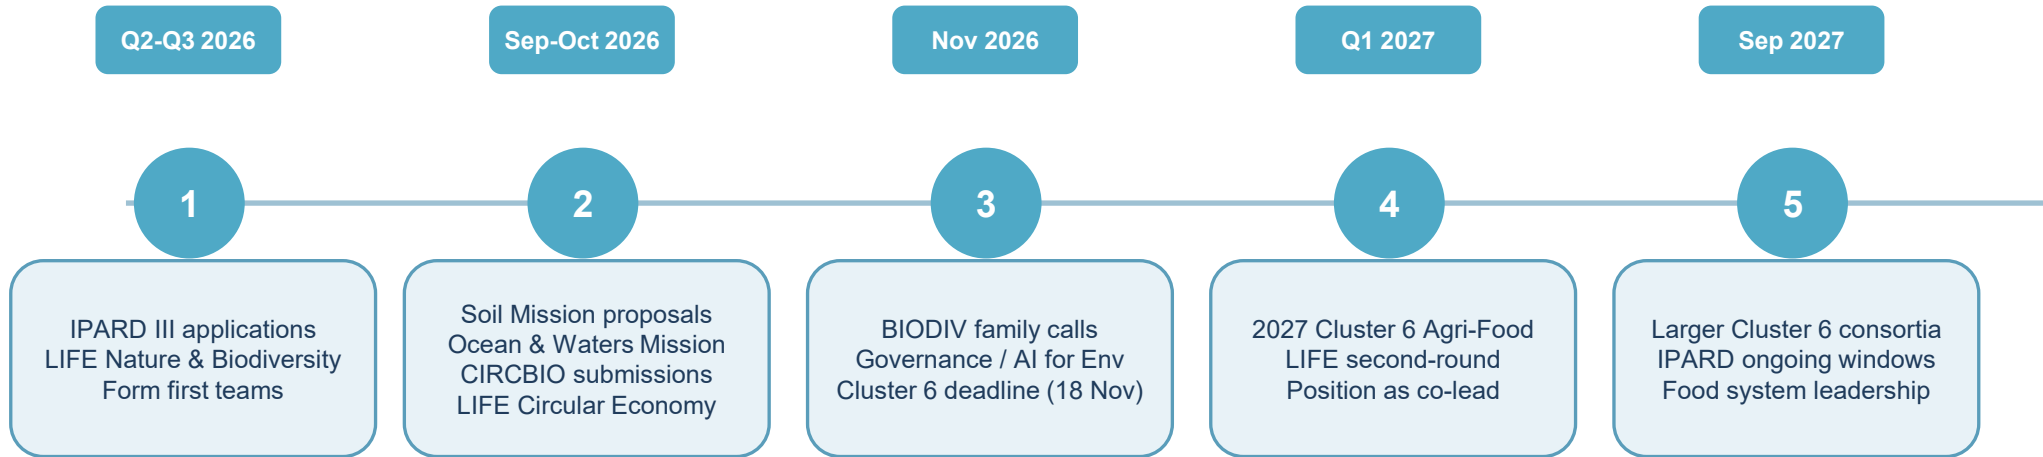 Q2-Q3 2026
Sep-Oct 2026
Nov 2026
Q1 2027
Sep 2027
1
2
3
4
5
IPARD III applications
LIFE Nature & Biodiversity
Form first teams
Soil Mission proposals
Ocean & Waters Mission
CIRCBIO submissions
LIFE Circular Economy
BIODIV family calls
Governance / AI for Env
Cluster 6 deadline (18 Nov)
2027 Cluster 6 Agri-Food
LIFE second-round
Position as co-lead
Larger Cluster 6 consortia
IPARD ongoing windows
Food system leadership